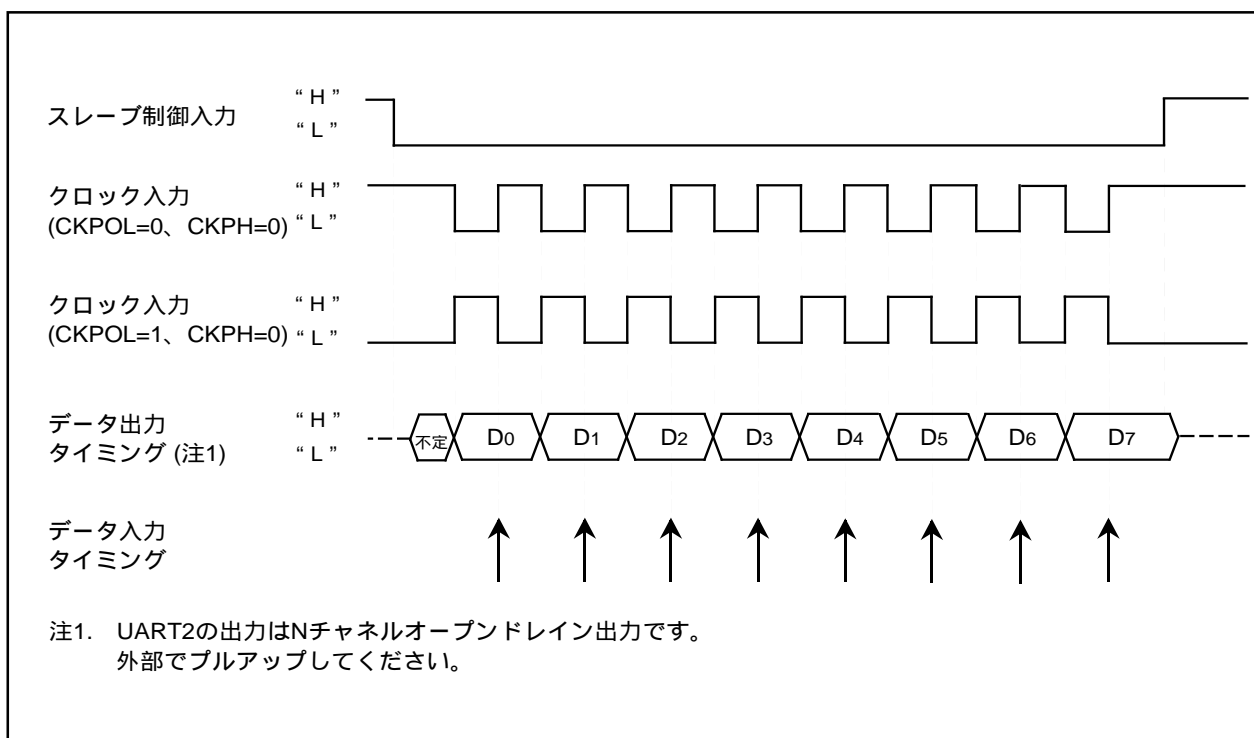 スレーブ制御入力 “ H ”
“ L ”
クロック入力 “ H ”
(CKPOL=0、 CKPH=0) “ L ”
クロック入力 “ H ”
(CKPOL=1、 CKPH=0) “ L ”
データ出力 “ H ”
タイミング (注1) “ L ”
不定 D0 D1 D2 D3 D4 D5 D6 D7
データ入力
タイミング
注1. UART2の出力はNチャネルオープンドレイン出力です。
外部でプルアップしてください。